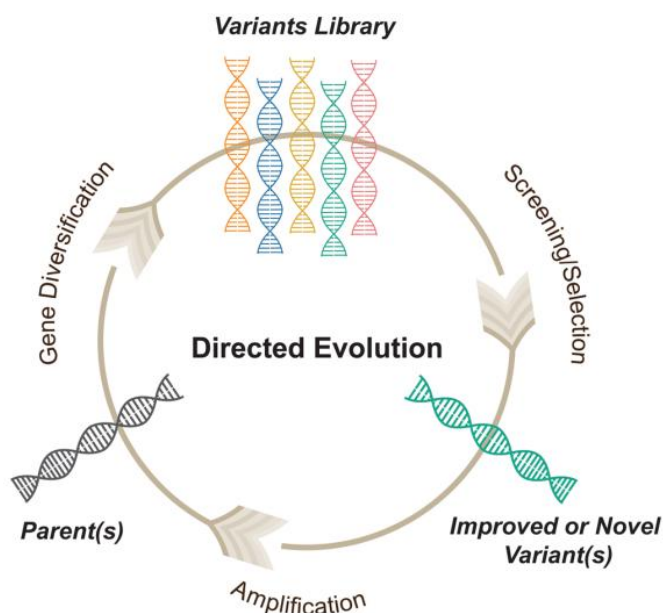 Variants Library
Gene Diversification
Screening/Selection
Directed Evolution
Parent(s)
Improved or Novel
Variant(s)
Amplification